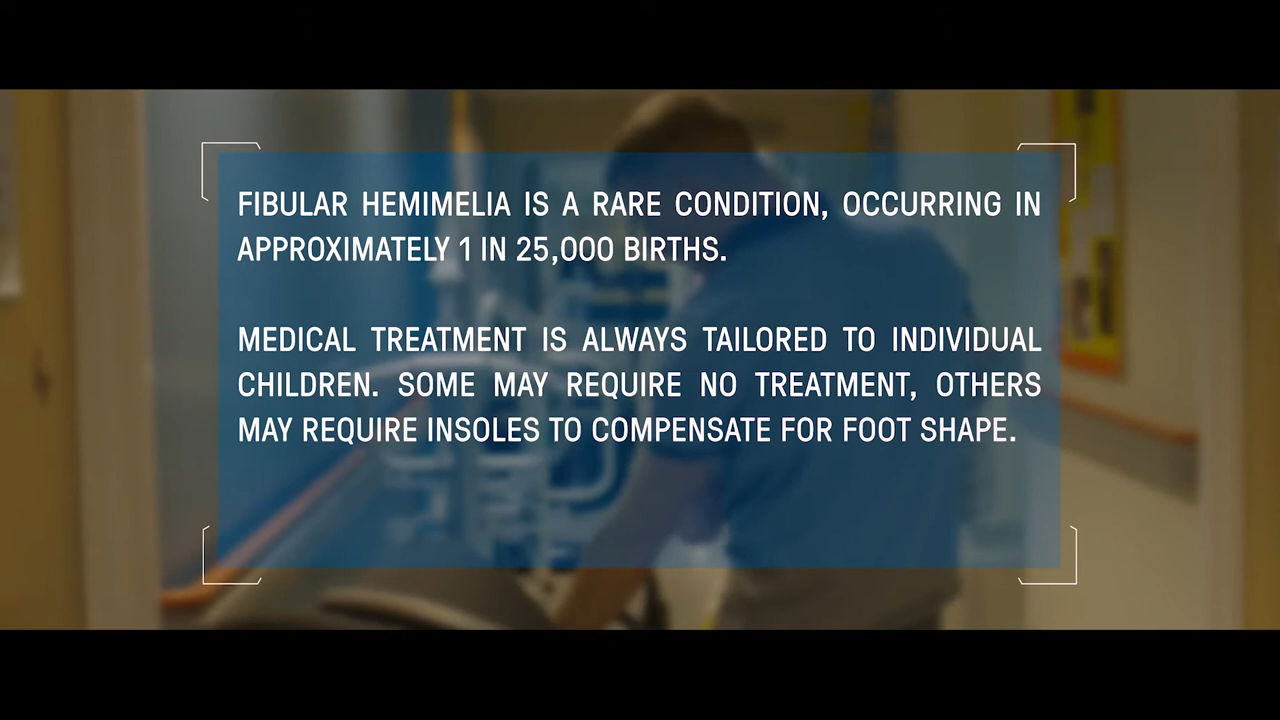 FIBULAR HEMIMELIA IS A RARE CONDITION, OCCURRING IN
APPROXIMATELY 1 IN 25,000 BIRTHS.
MEDICAL TREATMENT IS ALWAYS TAILORED TO INDIVIDUAL
CHILDREN. SOME MAY REQUIRE NO TREATMENT, OTHERS
MAY REQUIRE INSOLES TO COMPENSATE FOR FOOT SHAPE.